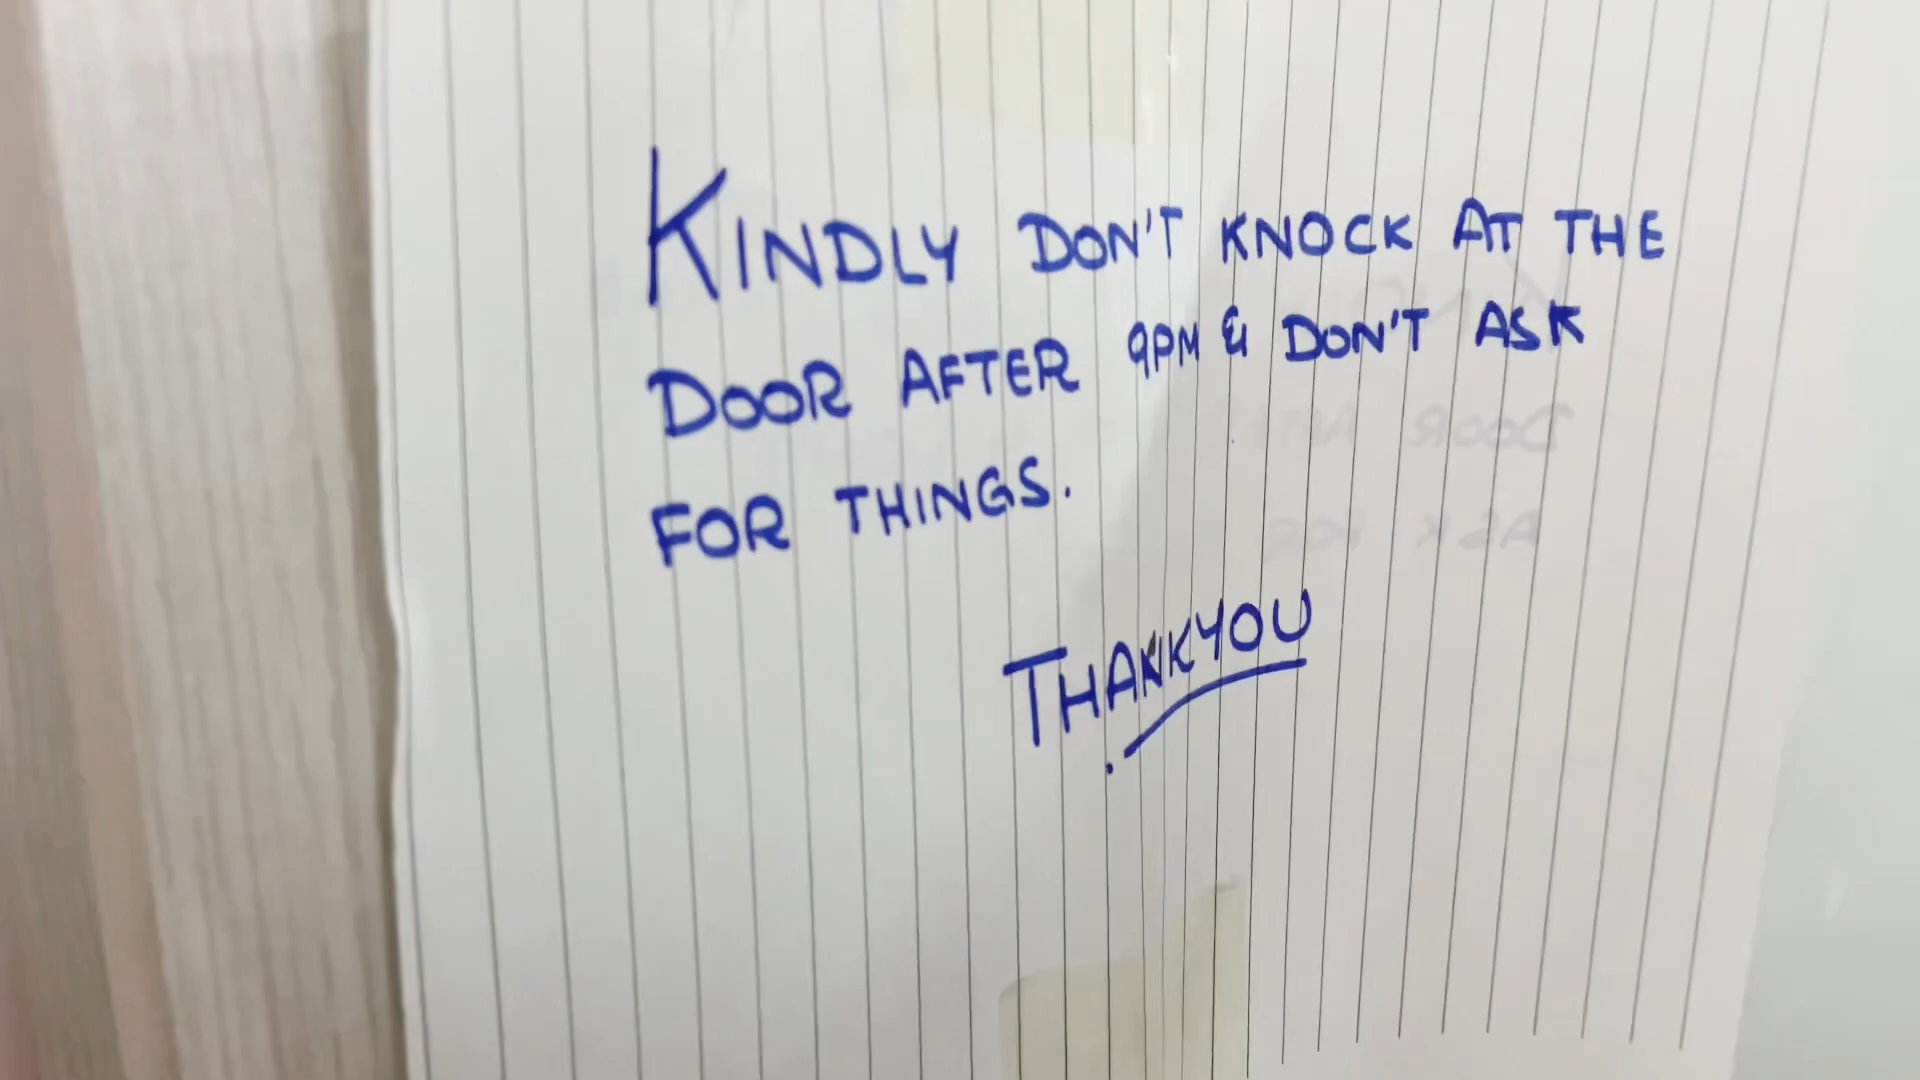 KINDLY DON'T KNOCK AT THE
DOOR AFTER 9PM & DON'T ASK
FOR THINGS.
THANKYOU